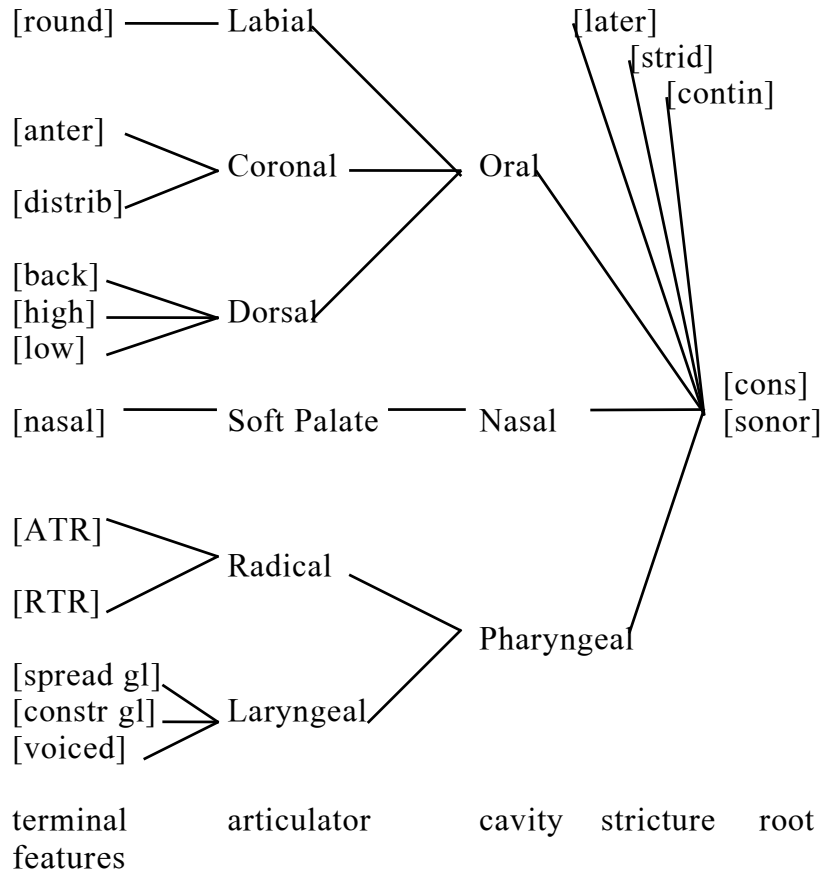 [round] Labial [later]
[strid]
[contin]
[anter]
Coronal Oral
[distrib]
[back]
[high] Dorsal
[low]
[cons]
[nasal] Soft Palate Nasal [sonor]
[ATR]
Radical
[RTR]
Pharyngeal
[spread gl]
[constr gl] Laryngeal
[voiced]
terminal articulator cavity stricture root
features